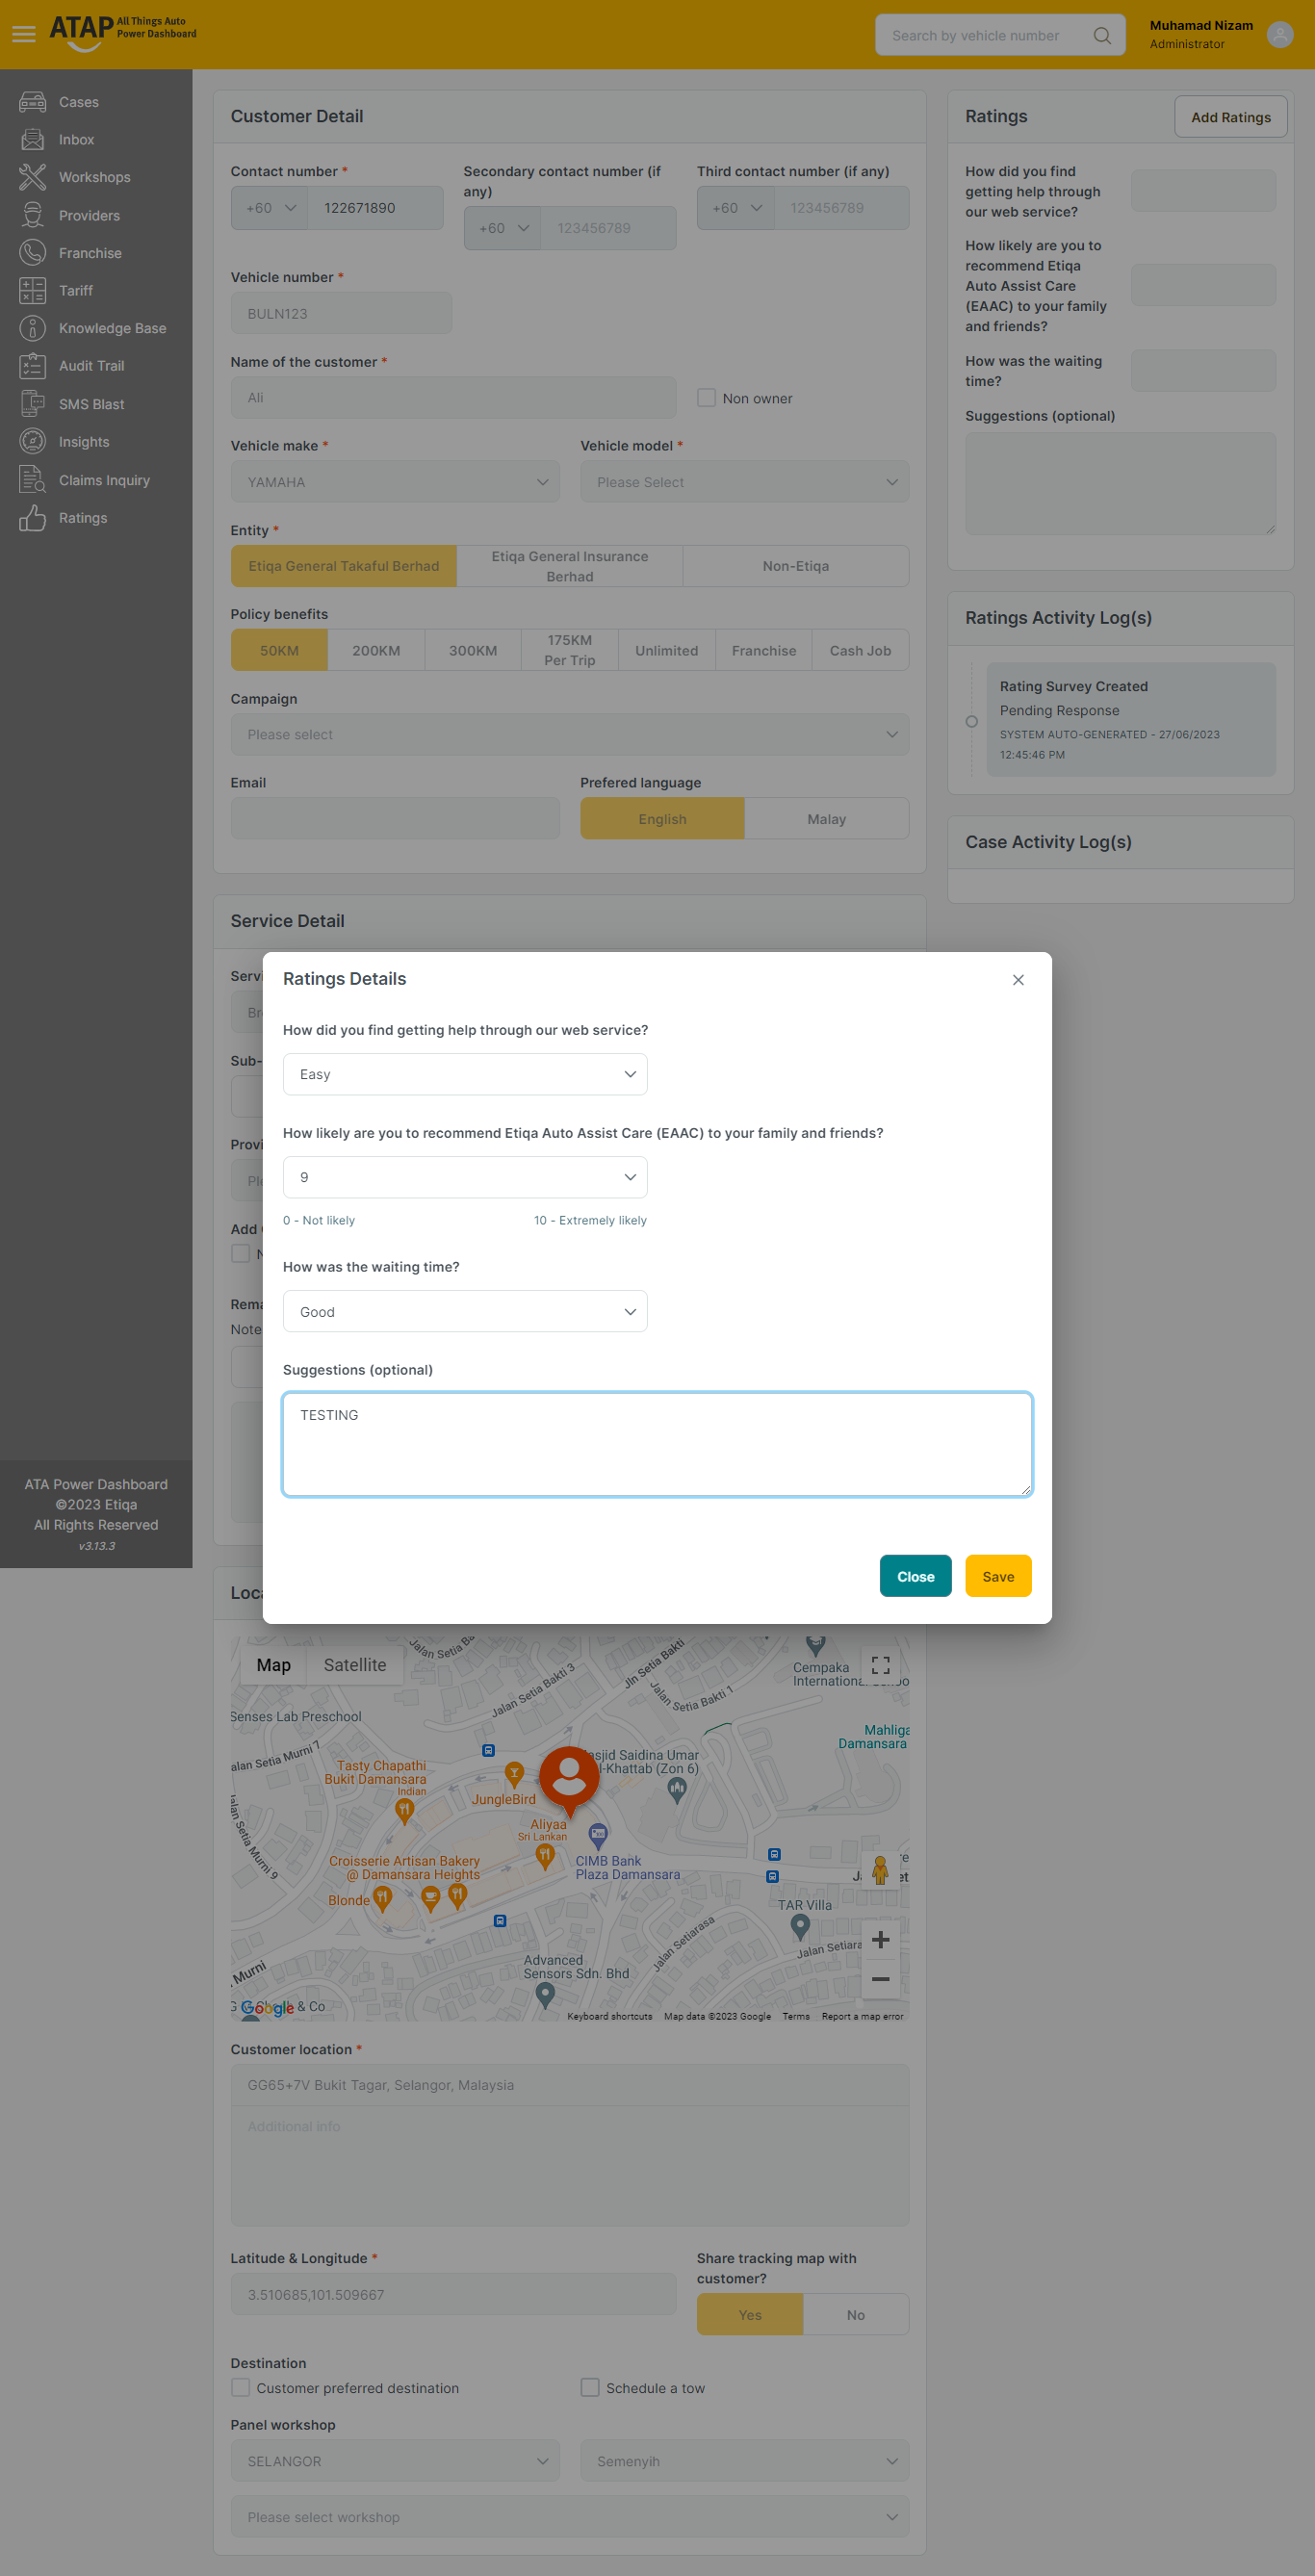 ATAP All Things Auto
Power Dashboard
Search by vehicle number
Muhamad Nizam
Administrator
Cases
Inbox
Workshops
Providers
Franchise
Tariff
Knowledge Base
Audit Trail
SMS Blast
Insights
Claims Inquiry
Ratings
ATA Power Dashboard
©2023 Etiqa
All Rights Reserved
v3.13.3
Customer Detail
Contact number *
+60 122671890
Secondary contact number (if
any)
+60 123456789
Third contact number (if any)
+60 123456789
Vehicle number *
BULN123
Name of the customer *
Ali
Non owner
Vehicle make *
YAMAHA
Vehicle model *
Please Select
Entity *
Etiqa General Takaful Berhad
Etiqa General Insurance
Berhad
Non-Etiqa
Policy benefits
50KM
200KM
300KM
175KM
Per Trip
Unlimited
Franchise
Cash Job
Campaign
Please select
Email
Prefered language
English
Malay
Ratings
Add Ratings
How did you find
getting help through
our web service?
How likely are you to
recommend Etiqa
Auto Assist Care
(EAAC) to your family
and friends?
How was the waiting
time?
Suggestions (optional)
Ratings Activity Log(s)
Rating Survey Created
Pending Response
SYSTEM AUTO-GENERATED - 27/06/2023
12:45:46 PM
Case Activity Log(s)
Service Detail
Servi
Br
Sub-
Provi
Ple
Add
N
Rema
Note
Ratings Details
How did you find getting help through our web service?
Easy
How likely are you to recommend Etiqa Auto Assist Care (EAAC) to your family and friends?
9
0 - Not likely
10 - Extremely likely
How was the waiting time?
Good
Suggestions (optional)
TESTING
Close
Save
Loca
Map
Satellite
Jalan Setia Ba
Jalan Setia Bakti 3
Jln Setia Bakti
Jalan Setia Bakti 1
Cempaka
International Schoo
Senses Lab Preschool
alan Setia Murni 7
Mahliga
Damansara
Tasty Chapathi
Bukit Damansara
Indian
JungleBird
asjid Saidina Umar
l-Khattab (Zon 6)
Aliyaa
Sri Lankan
Jalan Setia Murni 9
Croisserie Artisan Bakery
@ Damansara Heights
CIMB Bank
Plaza Damansara
Blonde
TAR Villa
Jalan Setiarasa
Jalan Setiara
Advanced
Sensors Sdn. Bhd
Murni
& Co
Google
Keyboard shortcuts
Map data ©2023 Google
Terms
Report a map error
Customer location *
GG65+7V Bukit Tagar, Selangor, Malaysia
Additional info
Latitude & Longitude *
3.510685,101.509667
Share tracking map with
customer?
Yes
No
Destination
Customer preferred destination
Schedule a tow
Panel workshop
SELANGOR
Semenyih
Please select workshop